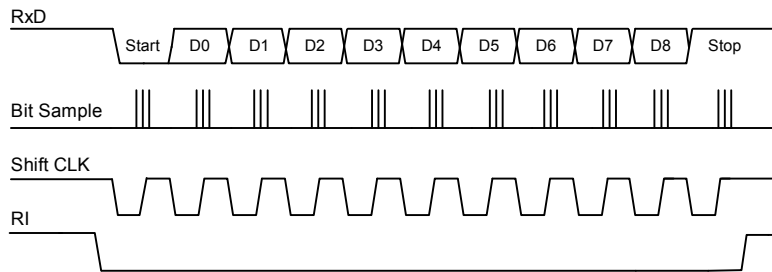 RxD
Start D0 D1 D2 D3 D4 D5 D6 D7 D8 Stop
Bit Sample
Shift CLK
RI